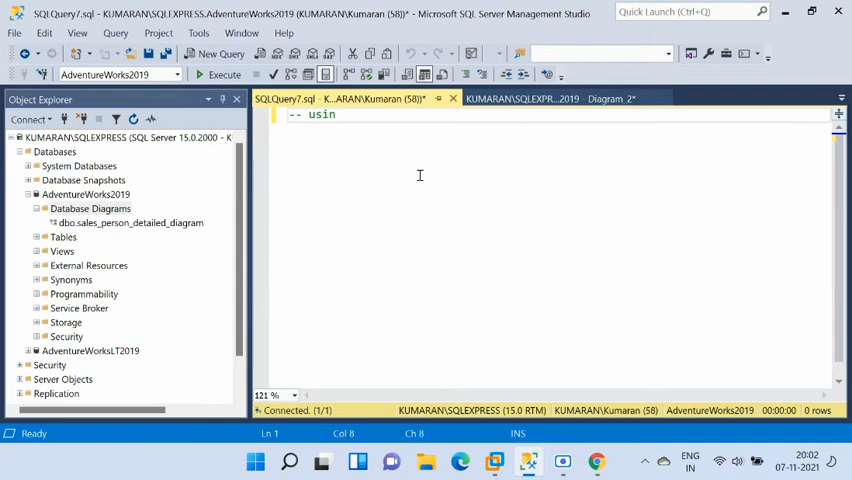 SQLQuery7.sql - KUMARAN\SQLEXPRESS.AdventureWorks2019 (KUMARAN\Kumaran (58))* - Microsoft SQL Server Management Studio
Quick Launch (Ctrl+Q)
File Edit View Query Project Tools Window Help
New Query
AdventureWorks2019 Execute
Object Explorer
SQLQuery7.sql - K...ARAN\Kumaran (58))*
KUMARAN\SQLEXPR...2019 - Diagram_2*
Connect
-- usin
KUMARAN\SQLEXPRESS (SQL Server 15.0.2000 - K
Databases
System Databases
Database Snapshots
AdventureWorks2019
Database Diagrams
dbo.sales_person_detailed_diagram
Tables
Views
External Resources
Synonyms
Programmability
Service Broker
Storage
Security
AdventureWorksLT2019
Security
Server Objects
Replication
121 %
Connected. (1/1) KUMARAN\SQLEXPRESS (15.0 RTM) KUMARAN\Kumaran (58) AdventureWorks2019 00:00:00 0 rows
Ready Ln 1 Col 8 Ch 8 INS
ENG
IN
20:02
07-11-2021